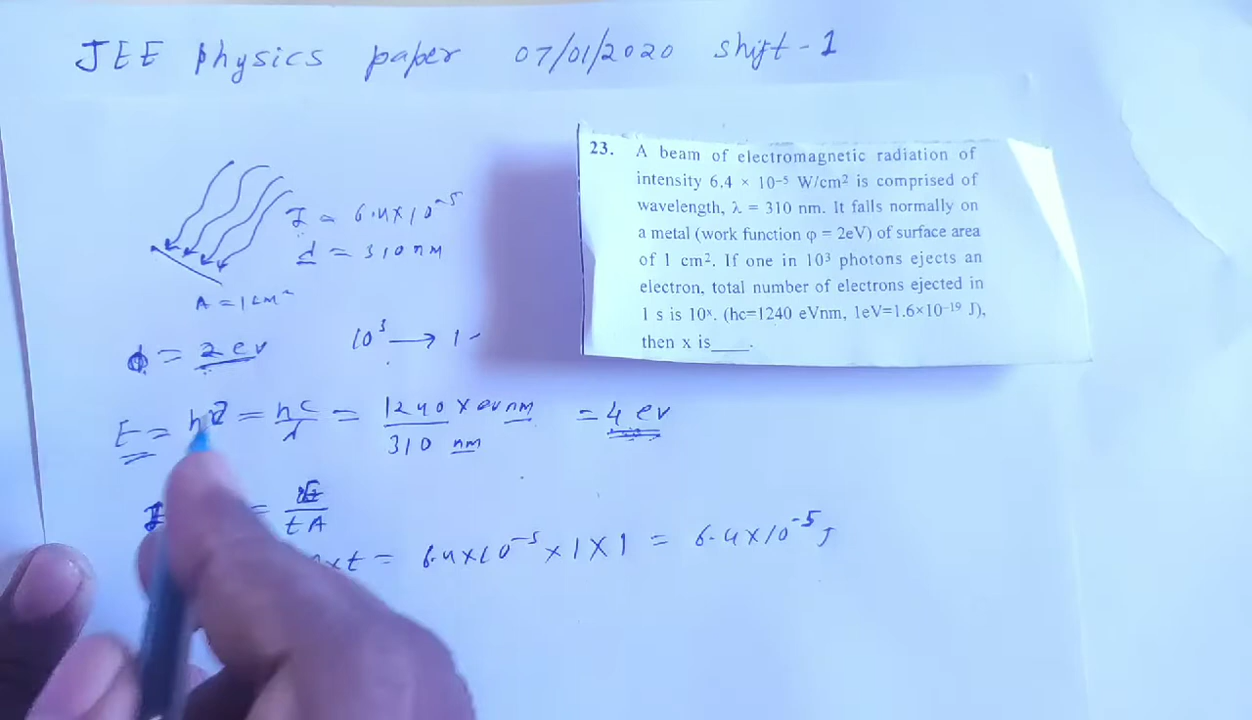 JEE Physics paper 07/01/2020 shift-1
23. A beam of electromagnetic radiation of
intensity 6.4 × 10⁻⁵ W/cm² is comprised of
wavelength, λ = 310 nm. It falls normally on
a metal (work function φ = 2eV) of surface area
of 1 cm². If one in 10³ photons ejects an
electron, total number of electrons ejected in
1 s is 10ˣ. (hc=1240 eVnm, 1eV=1.6×10⁻¹⁹ J),
then x is____.
I = 6.4×10⁻⁵
λ = 310 nm
A = 1cm²
ϕ = 2 ev
10³ → 1
E = hν = hc/λ = 1240 × ev nm / 310 nm = 4 ev
= E / tA
×t = 6.4×10⁻⁵ × 1 × 1 = 6.4×10⁻⁵ J